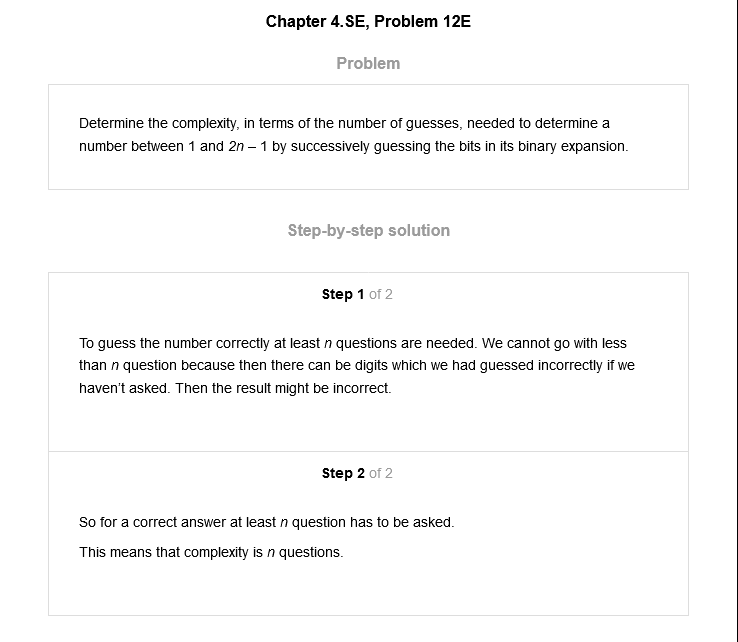 Chapter 4.SE, Problem 12E
Problem
Determine the complexity, in terms of the number of guesses, needed to determine a
number between 1 and 2n – 1 by successively guessing the bits in its binary expansion.
Step-by-step solution
Step 1 of 2
To guess the number correctly at least n questions are needed. We cannot go with less
than n question because then there can be digits which we had guessed incorrectly if we
haven't asked. Then the result might be incorrect.
Step 2 of 2
So for a correct answer at least n question has to be asked.
This means that complexity is n questions.